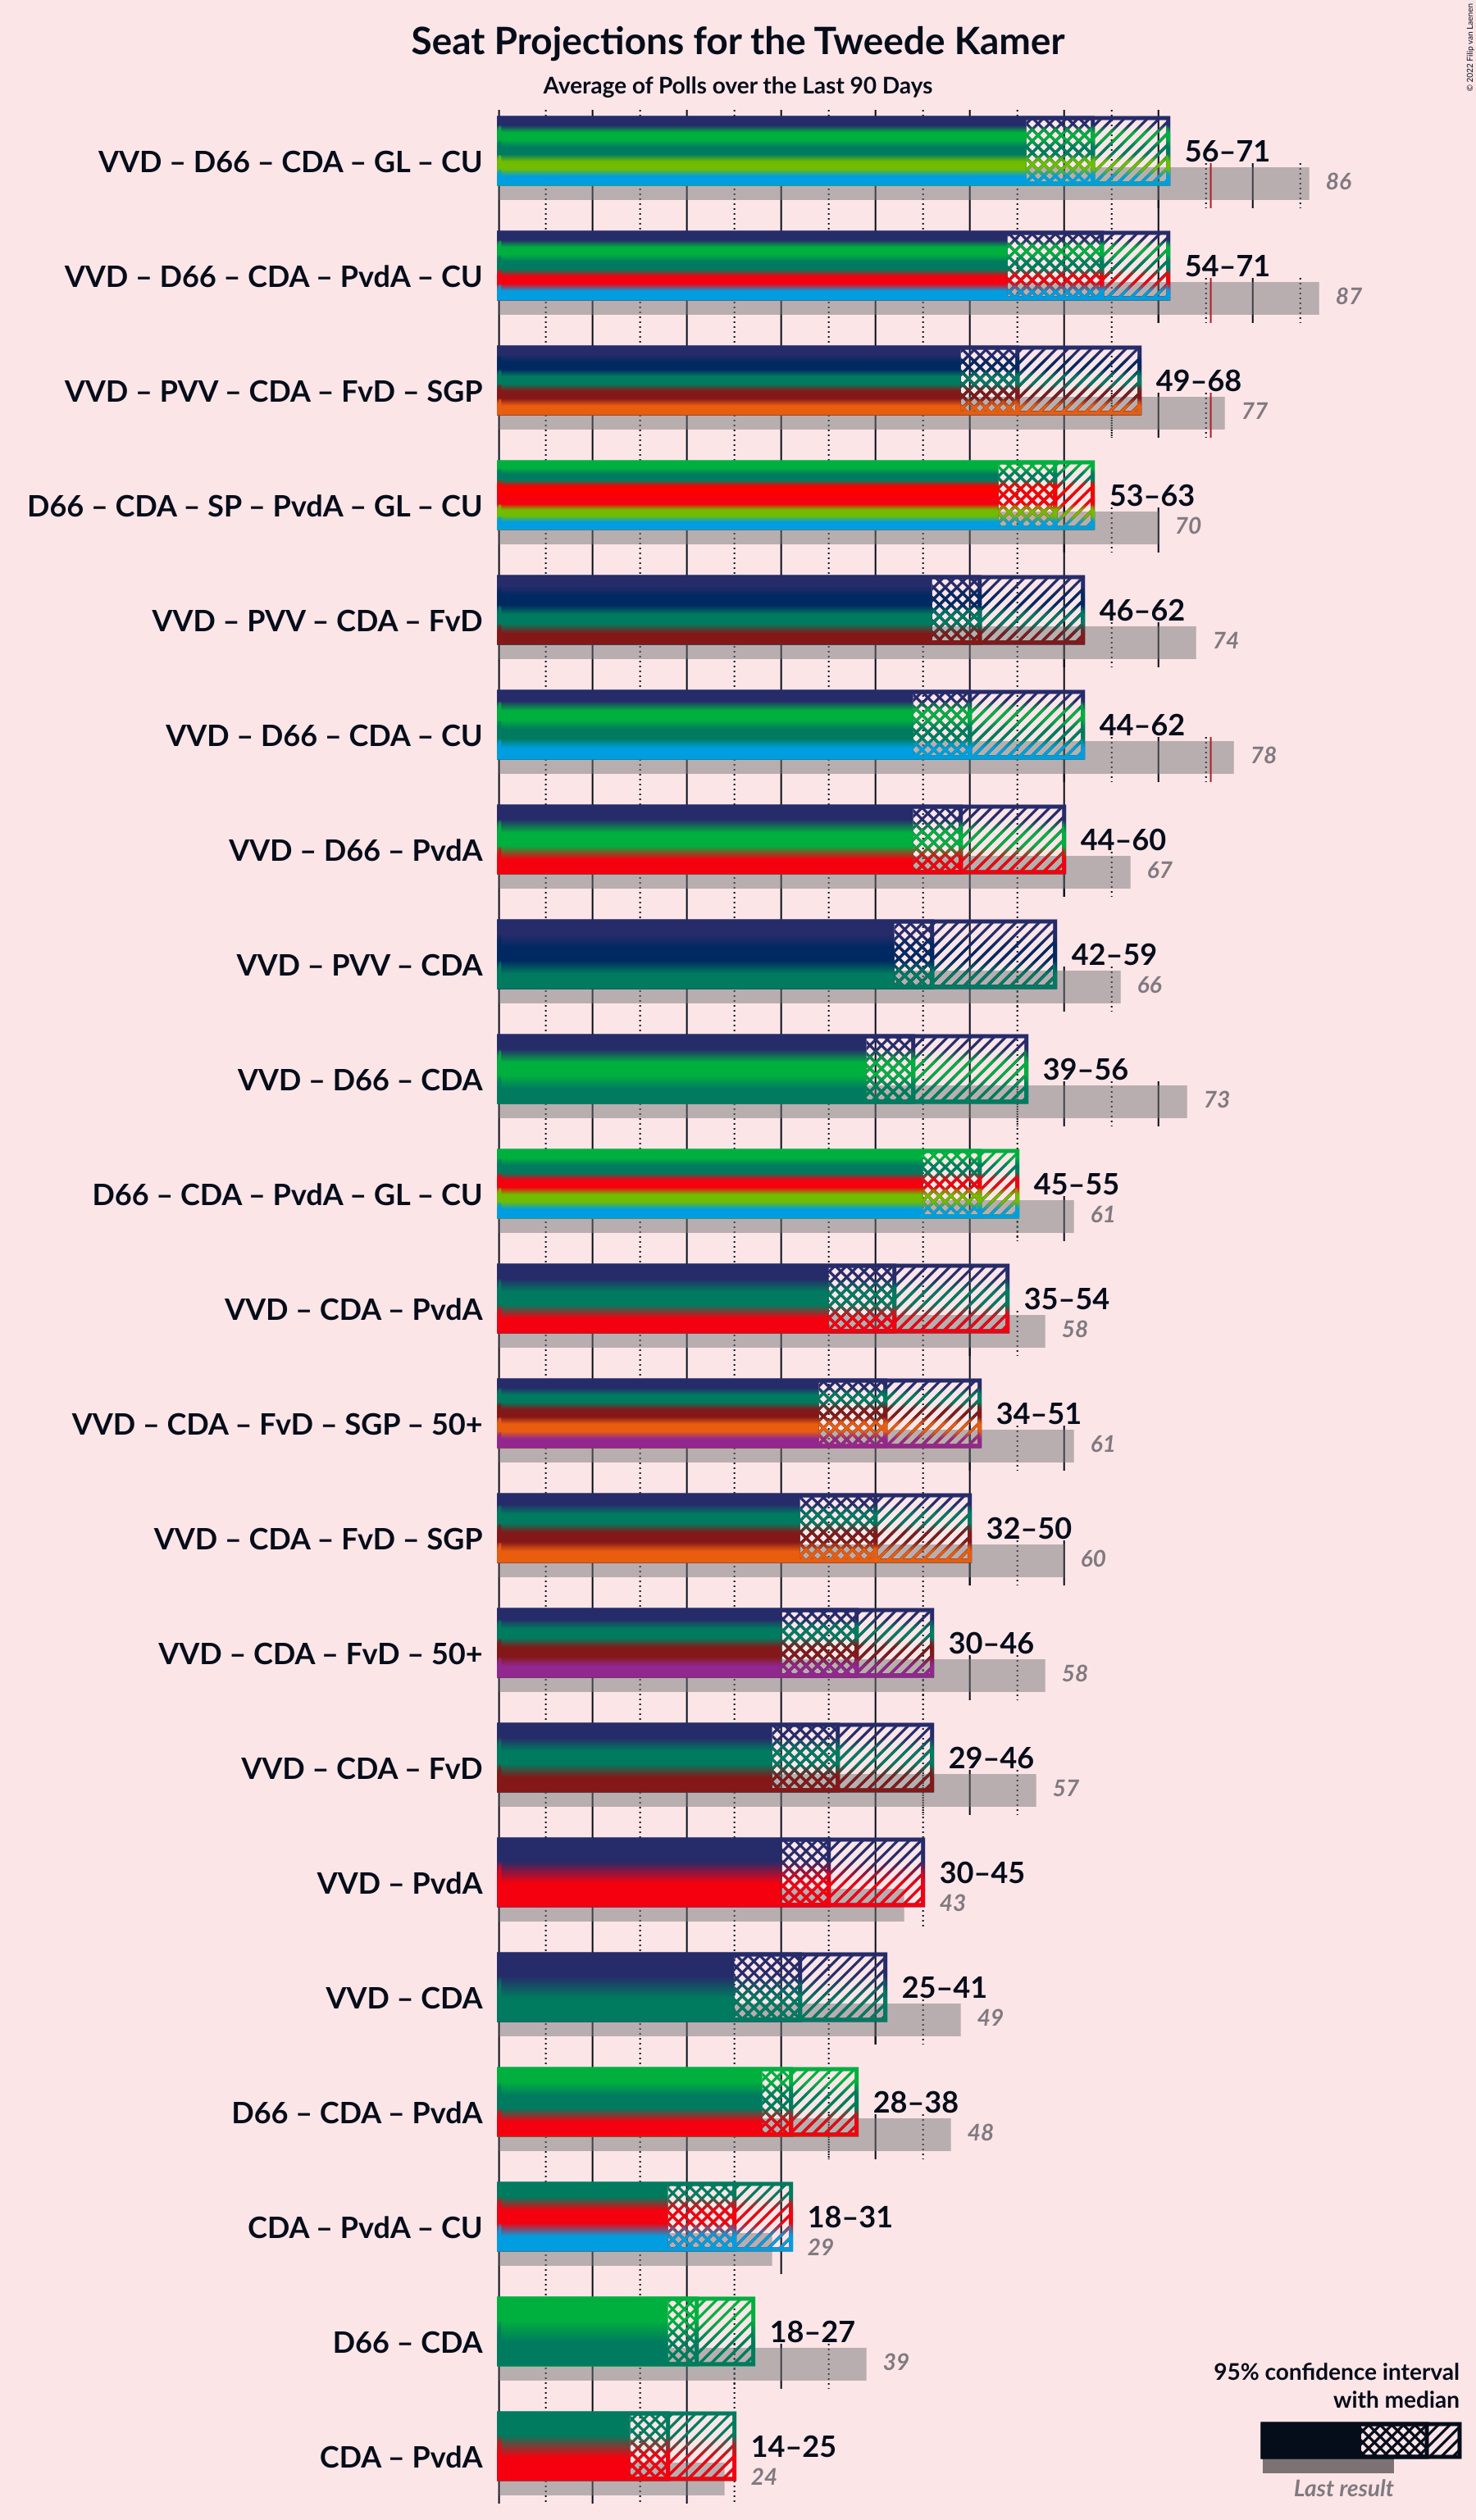 Seat Projections for the Tweede Kamer
Average of Polls over the Last 90 Days
© 2022 Filip van Laenen
VVD – D66 – CDA – GL – CU
56–71
86
VVD – D66 – CDA – PvdA – CU
54–71
87
VVD – PVV – CDA – FvD – SGP
49–68
77
D66 – CDA – SP – PvdA – GL – CU
53–63
70
VVD – PVV – CDA – FvD
46–62
74
VVD – D66 – CDA – CU
44–62
78
VVD – D66 – PvdA
44–60
67
VVD – PVV – CDA
42–59
66
VVD – D66 – CDA
39–56
73
D66 – CDA – PvdA – GL – CU
45–55
61
VVD – CDA – PvdA
35–54
58
VVD – CDA – FvD – SGP – 50+
34–51
61
VVD – CDA – FvD – SGP
32–50
60
VVD – CDA – FvD – 50+
30–46
58
VVD – CDA – FvD
29–46
57
VVD – PvdA
30–45
43
VVD – CDA
25–41
49
D66 – CDA – PvdA
28–38
48
CDA – PvdA – CU
18–31
29
D66 – CDA
18–27
39
CDA – PvdA
14–25
24
95% confidence interval
with median
Last result